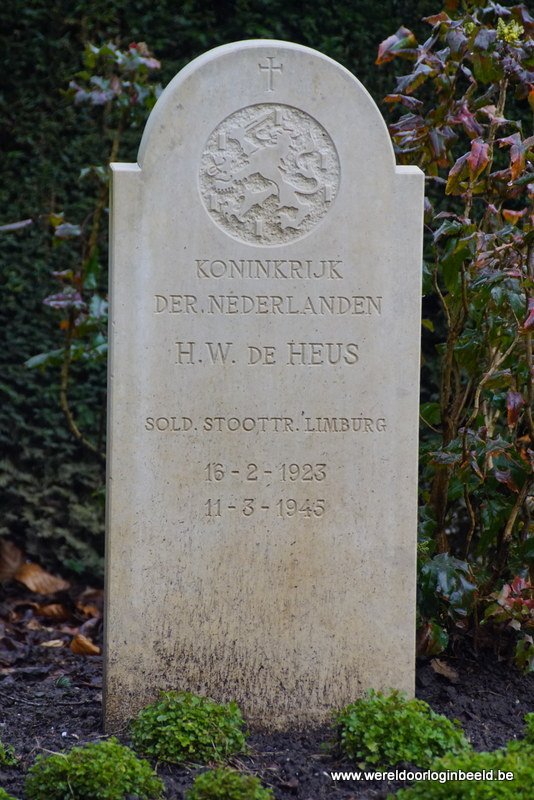 KONINKRIJK
DER.NEDERLANDEN
H.W. DE HEUS
SOLD. STOOTTR. LIMBURG
16-2-1923
11-3-1945
www.wereldoorloginbeeld.be